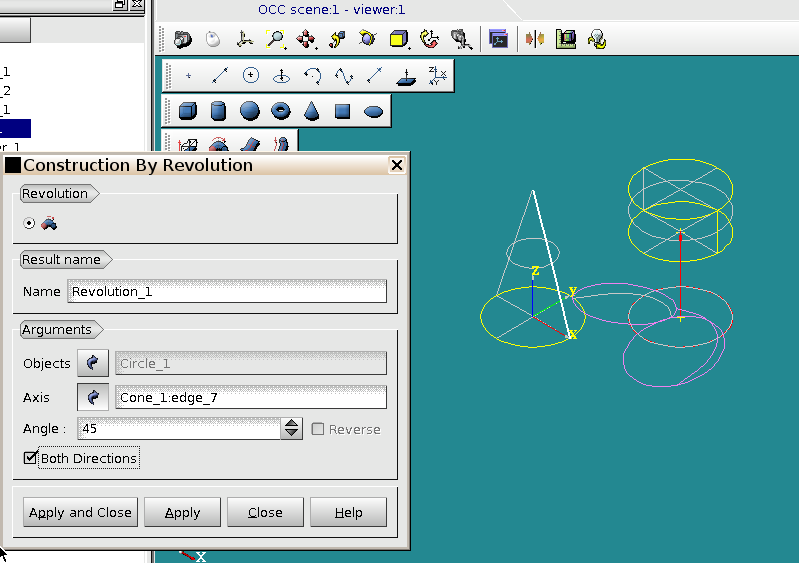 OCC scene:1 - viewer:1
_1
_2
_1
er_1
Construction By Revolution
Revolution
Result name
Name Revolution_1
Arguments
Objects Circle_1
Axis Cone_1:edge_7
Angle : 45 Reverse
Both Directions
Apply and Close Apply Close Help
Z
Y
X
X